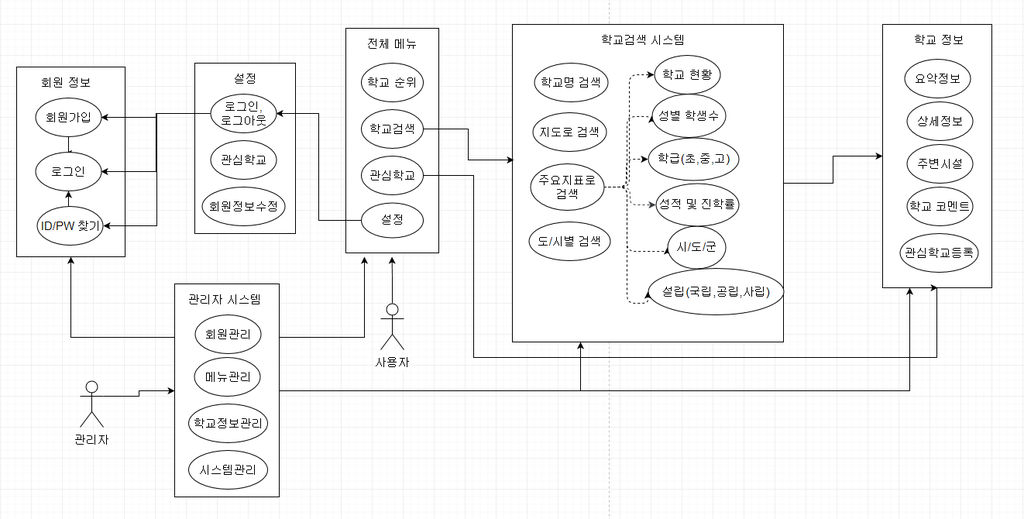 회원 정보
회원가입
로그인
ID/PW 찾기
설정
로그인,
로그아웃
관심학교
회원정보수정
전체 메뉴
학교 순위
학교검색
관심학교
설정
학교검색 시스템
학교명 검색
지도로 검색
주요지표로
검색
도/시별 검색
학교 현황
성별 학생수
학급(초,중,고)
성적 및 진학률
시/도/군
설립(국립,공립,사립)
학교 정보
요약정보
상세정보
주변시설
학교 코멘트
관심학교등록
관리자 시스템
회원관리
메뉴관리
학교정보관리
시스템관리
사용자
관리자